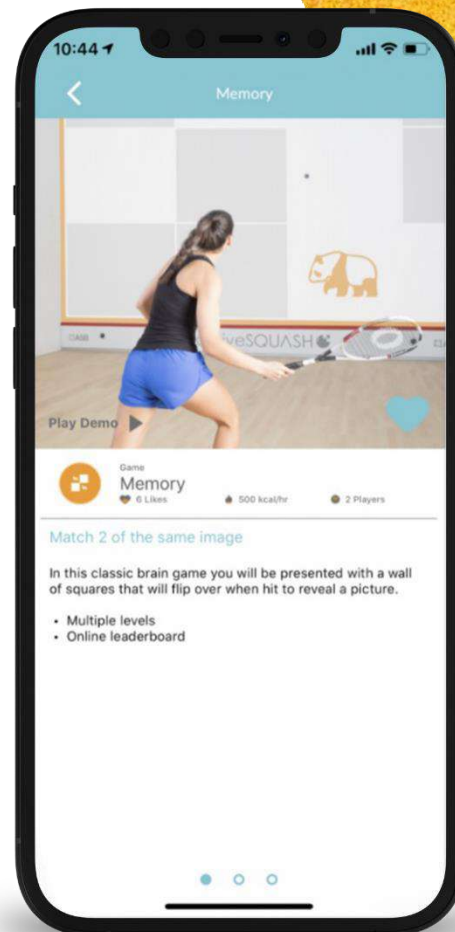 10:44
Memory
ASB
iveSQUASH
Play Demo
Game
Memory
6 Likes 500 kcal/hr 2 Players
Match 2 of the same image
In this classic brain game you will be presented with a wall
of squares that will flip over when hit to reveal a picture.
• Multiple levels
• Online leaderboard